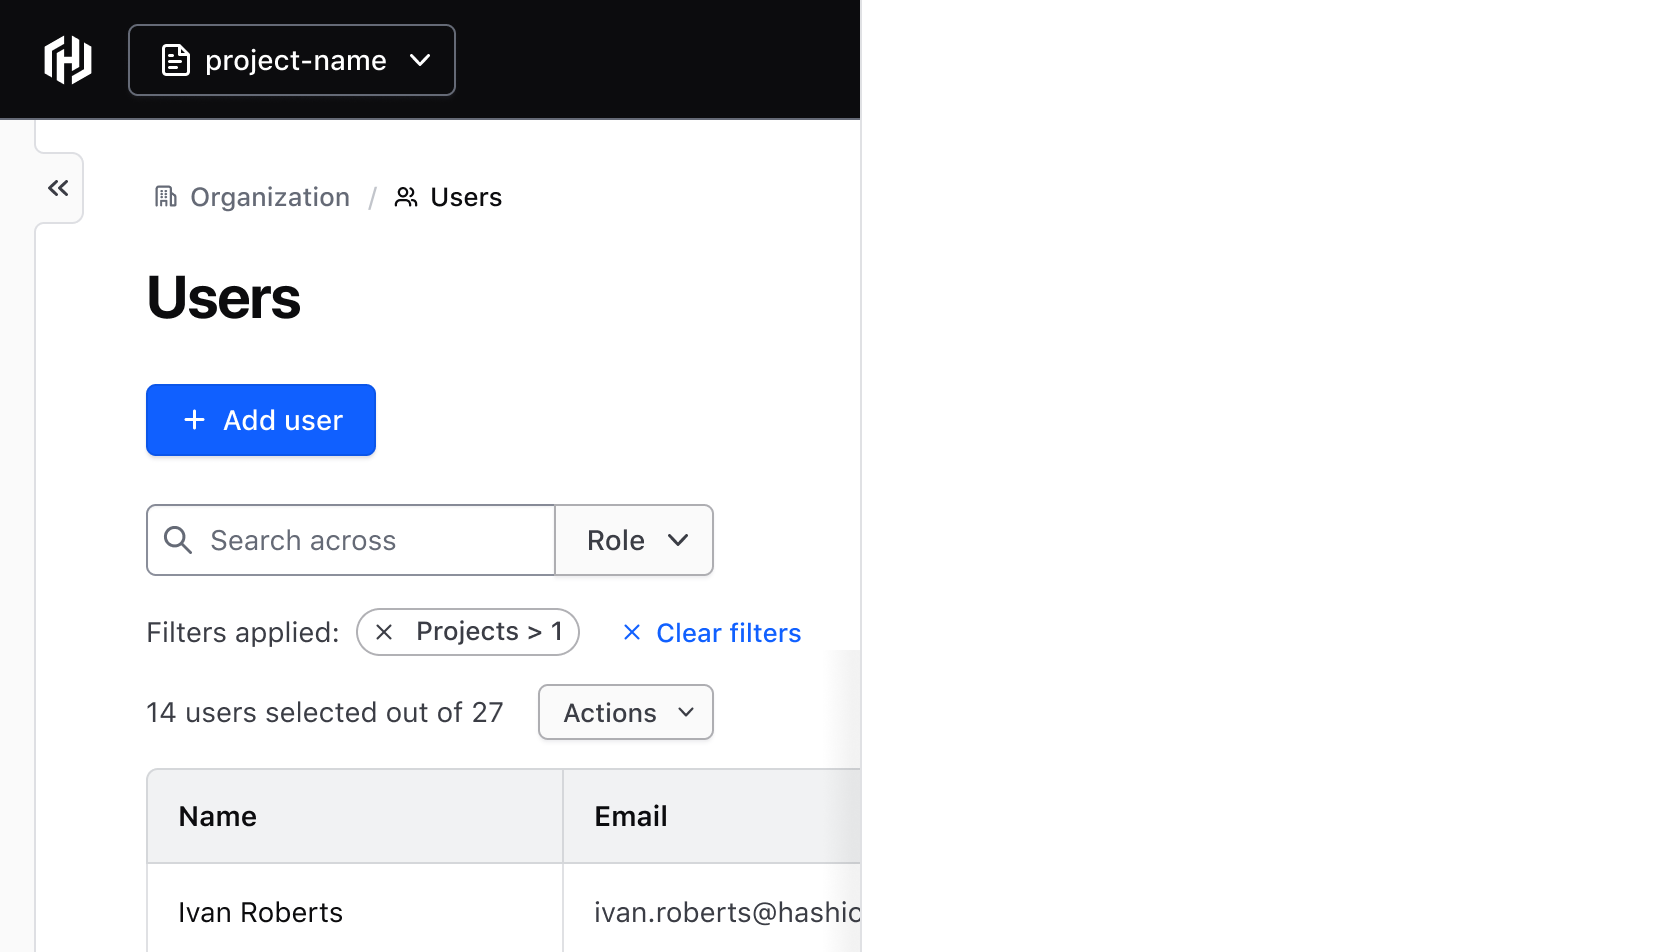 project-name
Organization / Users
Users
+ Add user
Search across Role
Filters applied: Projects > 1 Clear filters
14 users selected out of 27 Actions
Name Email
Ivan Roberts ivan.roberts@hashic